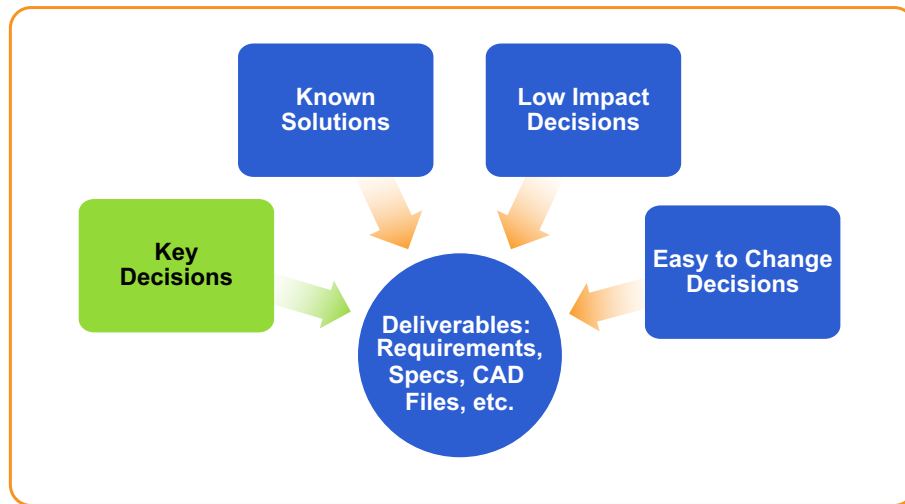 Known
Solutions
Low Impact
Decisions
Key
Decisions
Easy to Change
Decisions
Deliverables:
Requirements,
Specs, CAD
Files, etc.